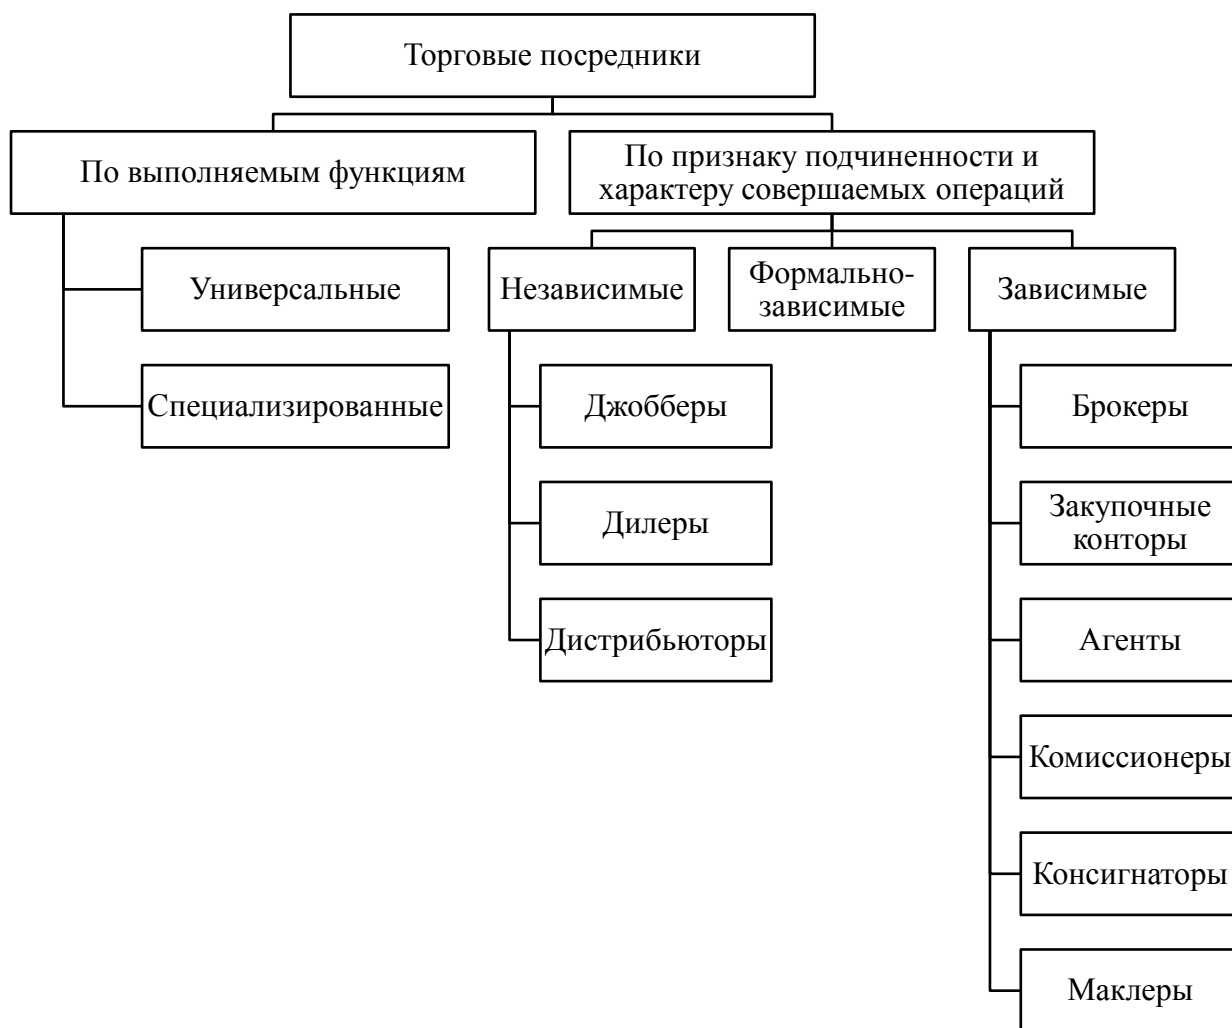 Торговые посредники
По выполняемым функциям
По признаку подчиненности и
характеру совершаемых операций
Универсальные
Специализированные
Независимые
Формально-
зависимые
Зависимые
Джобберы
Дилеры
Дистрибьюторы
Брокеры
Закупочные
конторы
Агенты
Комиссионеры
Консигнаторы
Маклеры